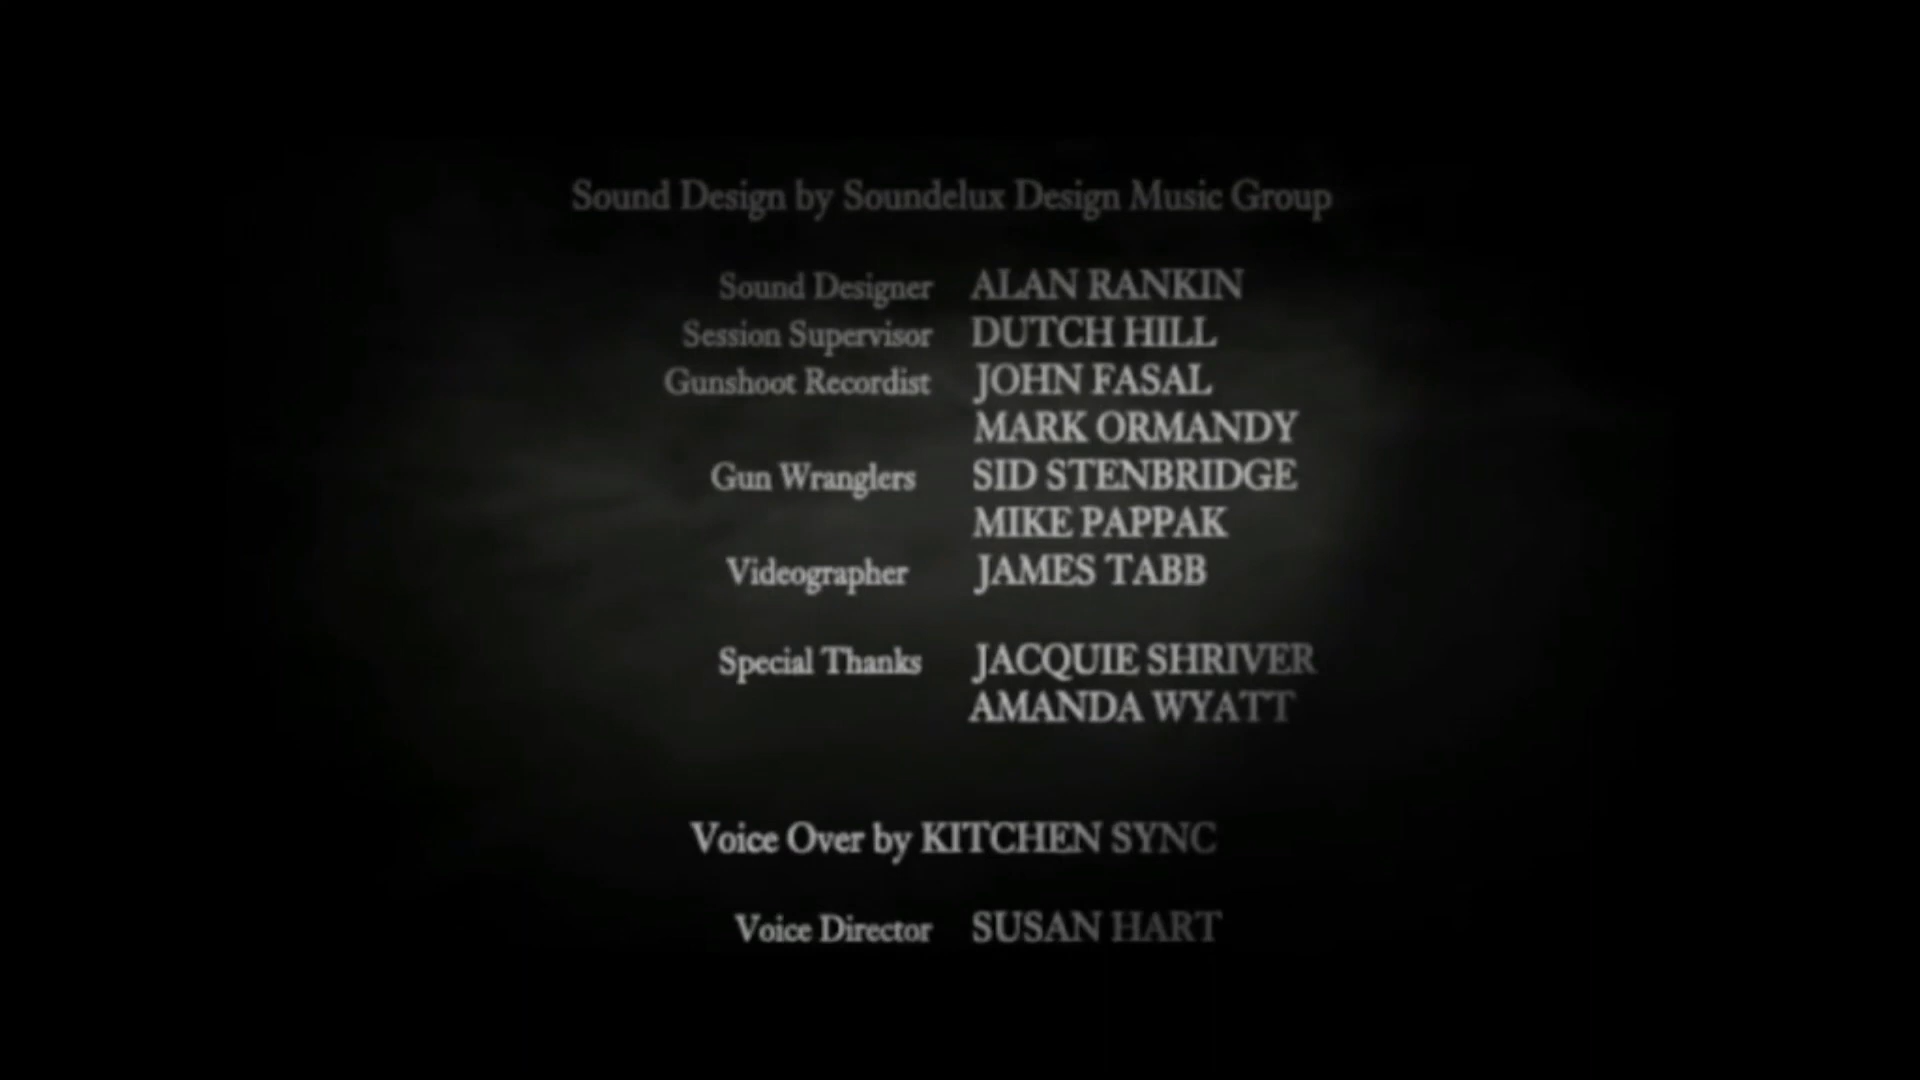 Sound Design by Soundelux Design Music Group
Sound Designer ALAN RANKIN
Session Supervisor DUTCH HILL
Gunshoot Recordist JOHN FASAL
MARK ORMANDY
Gun Wranglers SID STENBRIDGE
MIKE PAPPAK
Videographer JAMES TABB
Special Thanks JACQUIE SHRIVER
AMANDA WYATT
Voice Over by KITCHEN SYNC
Voice Director SUSAN HART